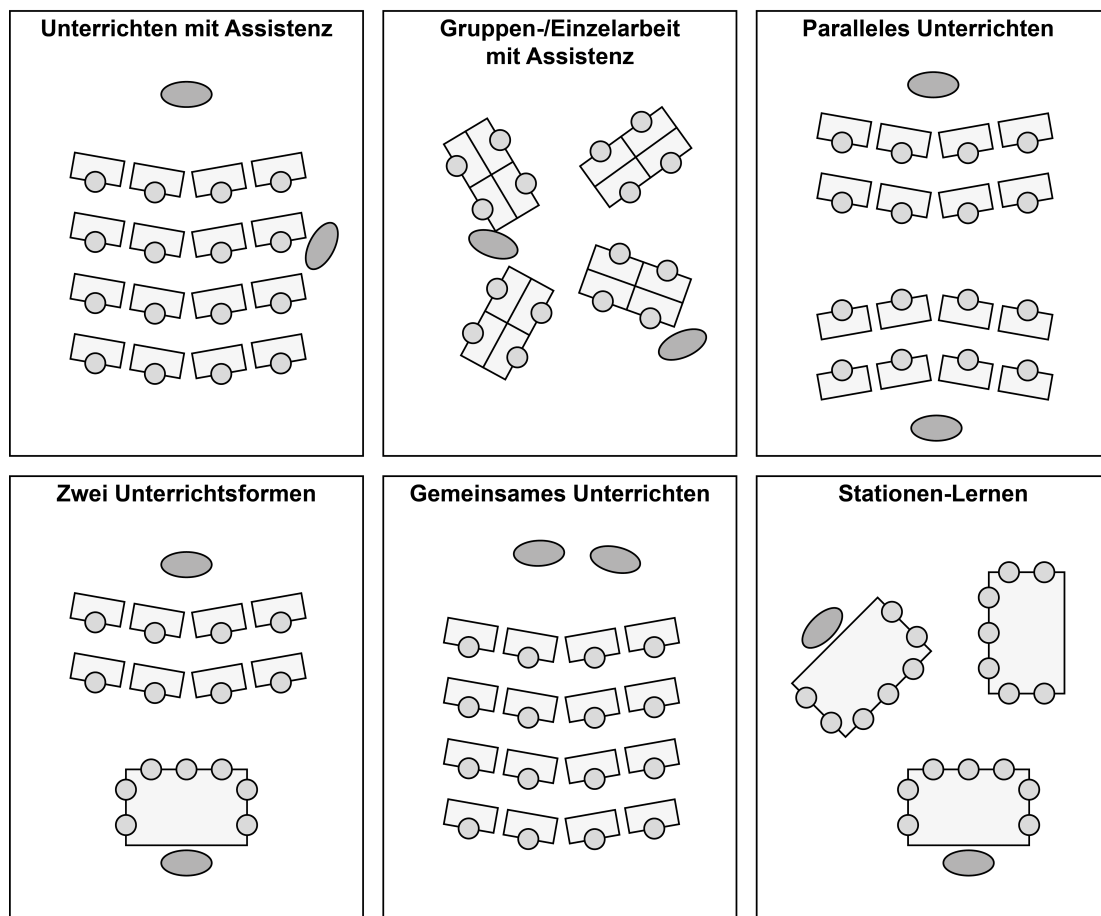 Unterrichten mit Assistenz
Gruppen-/Einzelarbeit
mit Assistenz
Paralleles Unterrichten
Zwei Unterrichtsformen
Gemeinsames Unterrichten
Stationen-Lernen